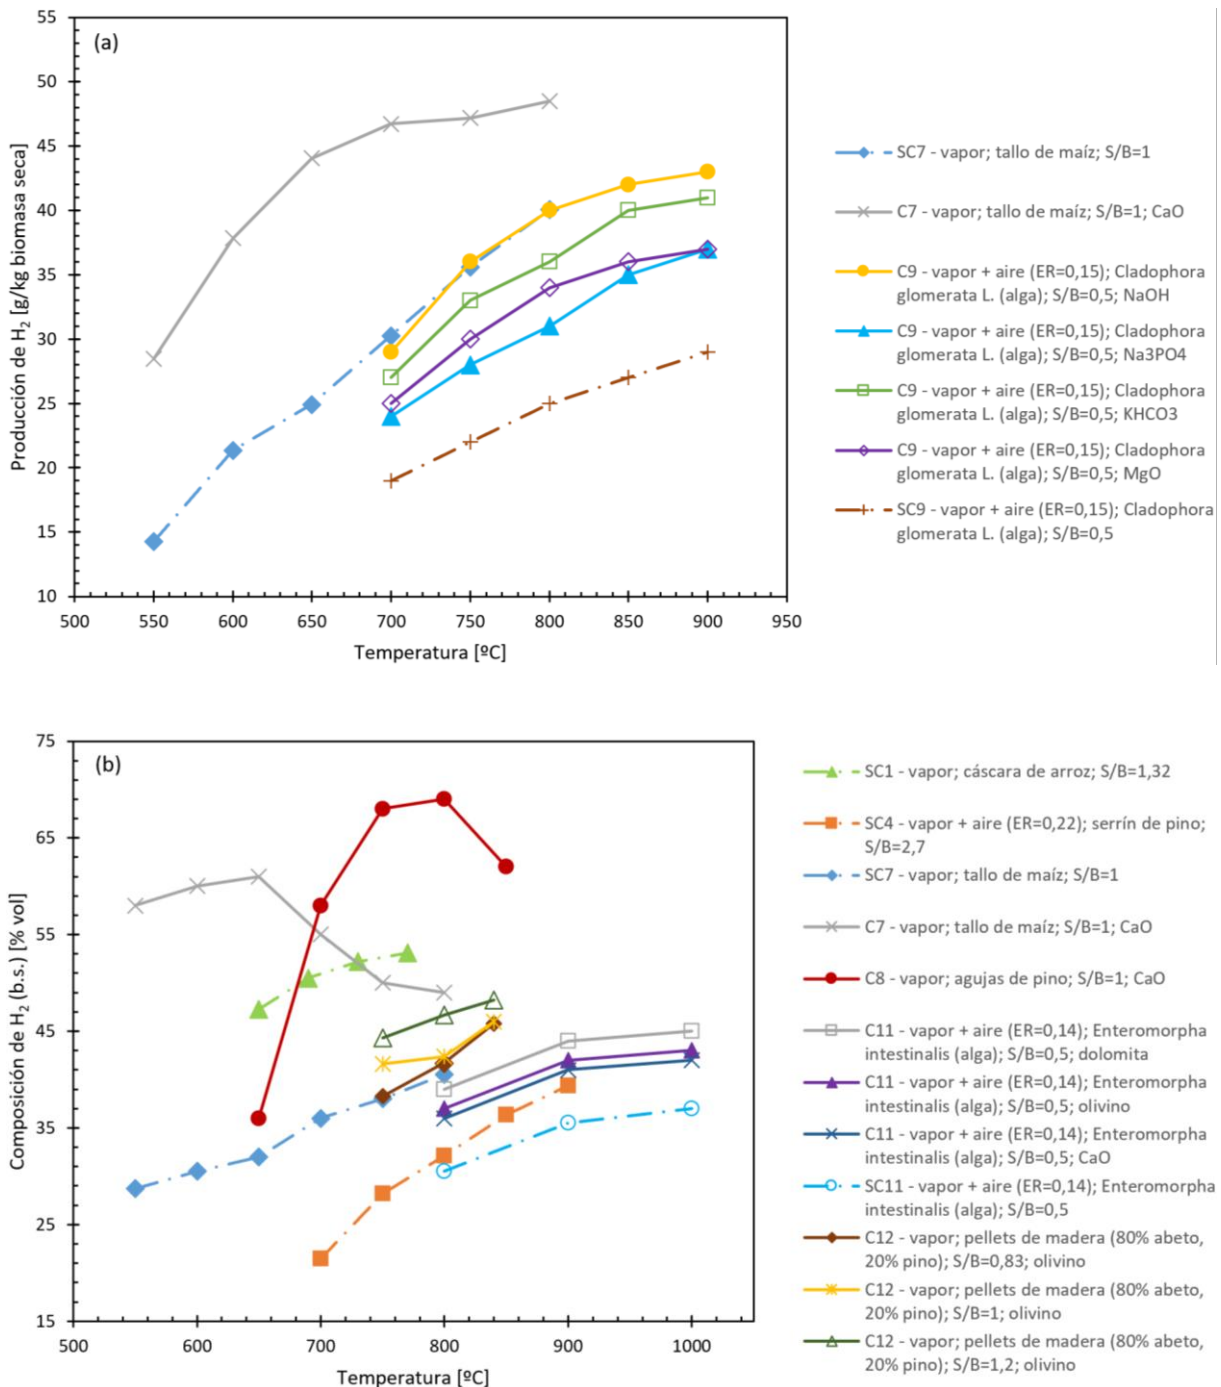 (a)
Producción de H2 [g/kg biomasa seca]
55
50
45
40
35
30
25
20
15
10
500 550 600 650 700 750 800 850 900 950
Temperatura [ºC]
SC7 - vapor; tallo de maíz; S/B=1
C7 - vapor; tallo de maíz; S/B=1; CaO
C9 - vapor + aire (ER=0,15); Cladophora
glomerata L. (alga); S/B=0,5; NaOH
C9 - vapor + aire (ER=0,15); Cladophora
glomerata L. (alga); S/B=0,5; Na3PO4
C9 - vapor + aire (ER=0,15); Cladophora
glomerata L. (alga); S/B=0,5; KHCO3
C9 - vapor + aire (ER=0,15); Cladophora
glomerata L. (alga); S/B=0,5; MgO
SC9 - vapor + aire (ER=0,15); Cladophora
glomerata L. (alga); S/B=0,5
(b)
Composición de H2 (b.s.) [% vol]
75
65
55
45
35
25
15
500 600 700 800 900 1000
Temperatura [ºC]
SC1 - vapor; cáscara de arroz; S/B=1,32
SC4 - vapor + aire (ER=0,22); serrín de pino;
S/B=2,7
SC7 - vapor; tallo de maíz; S/B=1
C7 - vapor; tallo de maíz; S/B=1; CaO
C8 - vapor; agujas de pino; S/B=1; CaO
C11 - vapor + aire (ER=0,14); Enteromorpha
intestinalis (alga); S/B=0,5; dolomita
C11 - vapor + aire (ER=0,14); Enteromorpha
intestinalis (alga); S/B=0,5; olivino
C11 - vapor + aire (ER=0,14); Enteromorpha
intestinalis (alga); S/B=0,5; CaO
SC11 - vapor + aire (ER=0,14); Enteromorpha
intestinalis (alga); S/B=0,5
C12 - vapor; pellets de madera (80% abeto,
20% pino); S/B=0,83; olivino
C12 - vapor; pellets de madera (80% abeto,
20% pino); S/B=1; olivino
C12 - vapor; pellets de madera (80% abeto,
20% pino); S/B=1,2; olivino